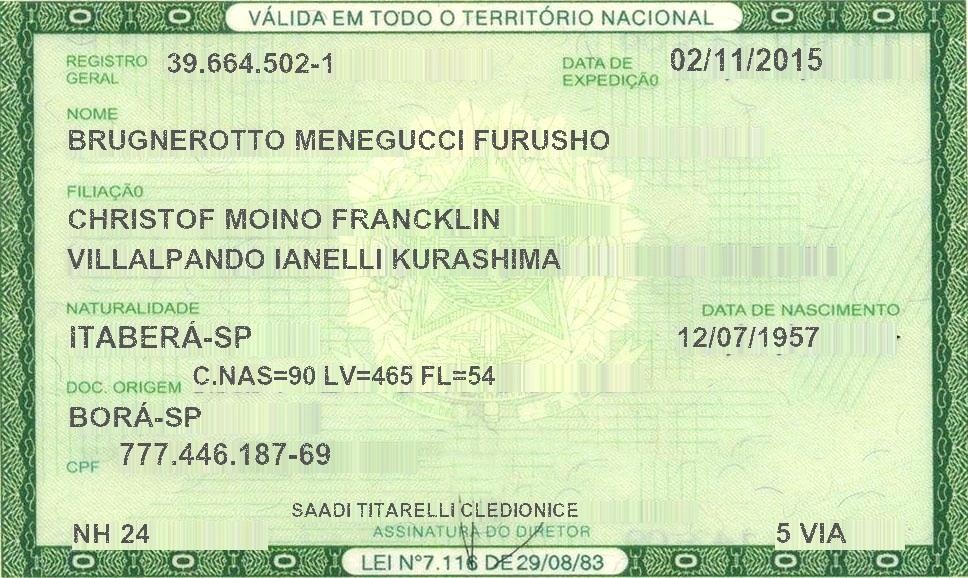 VÁLIDA EM TODO O TERRITÓRIO NACIONAL
REGISTRO GERAL 39.664.502-1 DATA DE EXPEDIÇÃO 02/11/2015
NOME
BRUGNEROTTO MENEGUCCI FURUSHO
FILIAÇÃO
CHRISTOF MOINO FRANCKLIN
VILLALPANDO IANELLI KURASHIMA
NATURALIDADE DATA DE NASCIMENTO
ITABERÁ-SP 12/07/1957
DOC. ORIGEM C.NAS=90 LV=465 FL=54
BORÁ-SP
CPF 777.446.187-69
SAADI TITARELLI CLEDIONICE
NH 24 ASSINATURA DO DIRETOR 5 VIA
LEI Nº7.116 DE 29/08/83